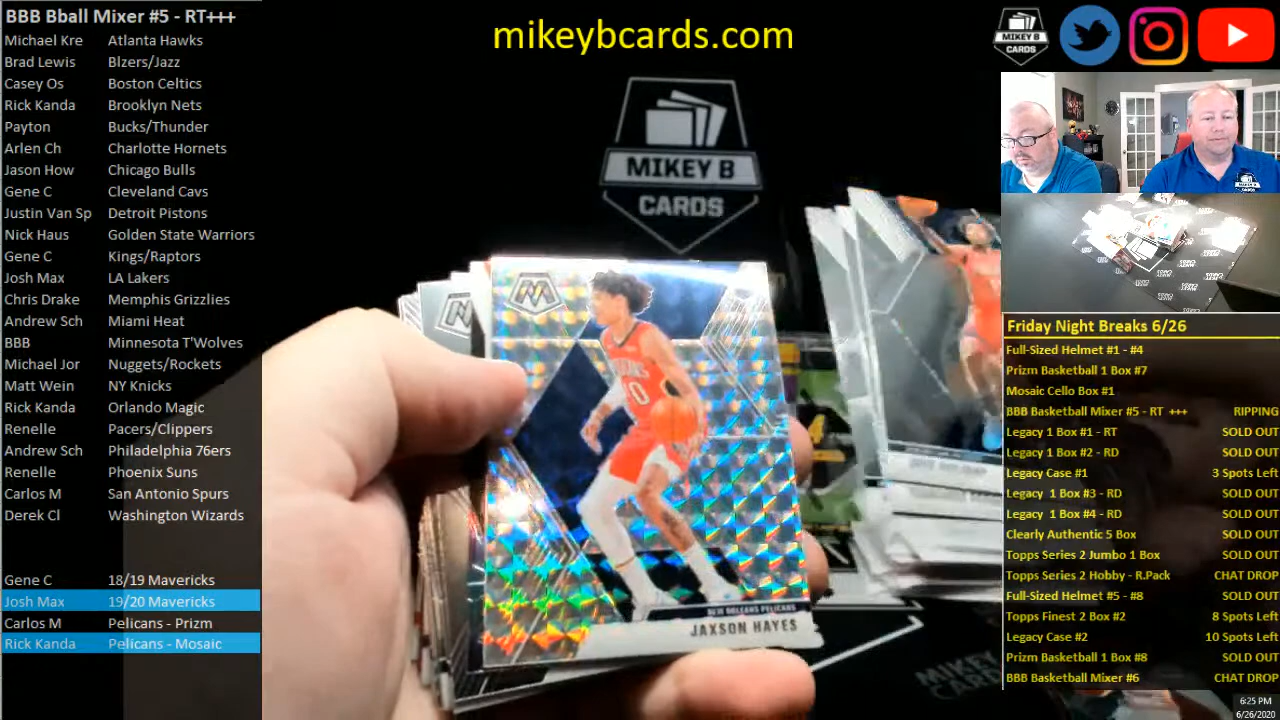 BBB Bball Mixer #5 - RT+++
Michael Kre Atlanta Hawks
Brad Lewis Blzers/Jazz
Casey Os Boston Celtics
Rick Kanda Brooklyn Nets
Payton Bucks/Thunder
Arlen Ch Charlotte Hornets
Jason How Chicago Bulls
Gene C Cleveland Cavs
Justin Van Sp Detroit Pistons
Nick Haus Golden State Warriors
Gene C Kings/Raptors
Josh Max LA Lakers
Chris Drake Memphis Grizzlies
Andrew Sch Miami Heat
BBB Minnesota T'Wolves
Michael Jor Nuggets/Rockets
Matt Wein NY Knicks
Rick Kanda Orlando Magic
Renelle Pacers/Clippers
Andrew Sch Philadelphia 76ers
Renelle Phoenix Suns
Carlos M San Antonio Spurs
Derek Cl Washington Wizards
Gene C 18/19 Mavericks
Josh Max 19/20 Mavericks
Carlos M Pelicans - Prizm
Rick Kanda Pelicans - Mosaic
mikeybcards.com
MIKEY B
CARDS
M
10
NEW ORLEANS PELICANS
JAXSON HAYES
MIKEY B
CARDS
Friday Night Breaks 6/26
Full-Sized Helmet #1 - #4
Prizm Basketball 1 Box #7
Mosaic Cello Box #1
BBB Basketball Mixer #5 - RT +++ RIPPING
Legacy 1 Box #1 - RT SOLD OUT
Legacy 1 Box #2 - RD SOLD OUT
Legacy Case #1 3 Spots Left
Legacy 1 Box #3 - RD SOLD OUT
Legacy 1 Box #4 - RD SOLD OUT
Clearly Authentic 5 Box SOLD OUT
Topps Series 2 Jumbo 1 Box SOLD OUT
Topps Series 2 Hobby - R.Pack CHAT DROP
Full-Sized Helmet #5 - #8 SOLD OUT
Topps Finest 2 Box #2 8 Spots Left
Legacy Case #2 10 Spots Left
Prizm Basketball 1 Box #8 SOLD OUT
BBB Basketball Mixer #6 CHAT DROP
6:25 PM
6/26/2020